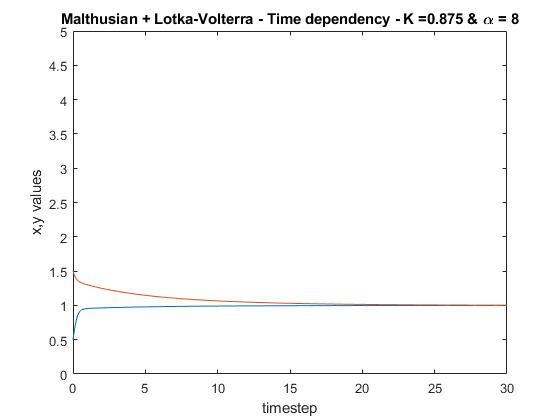 Malthusian + Lotka-Volterra - Time dependency - K =0.875 & α = 8
5
4.5
4
3.5
3
2.5
2
1.5
1
0.5
0
x,y values
0 5 10 15 20 25 30
timestep